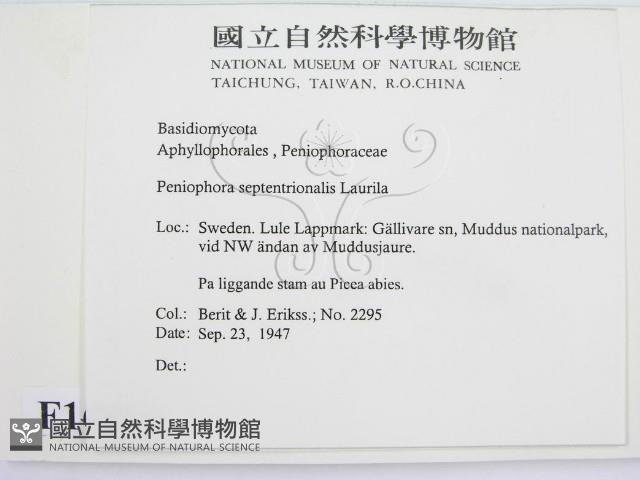 國立自然科學博物館
NATIONAL MUSEUM OF NATURAL SCIENCE
TAICHUNG, TAIWAN, R.O.CHINA
Basidiomycota
Aphyllophorales , Peniophoraceae
Peniophora septentrionalis Laurila
Loc.: Sweden. Lule Lappmark: Gällivare sn, Muddus nationalpark,
vid NW ändan av Muddusjaure.
Pa liggande stam au Picea abies.
Col.: Berit & J. Erikss.; No. 2295
Date: Sep. 23, 1947
Det.:
國立自然科學博物館
NATIONAL MUSEUM OF NATURAL SCIENCE